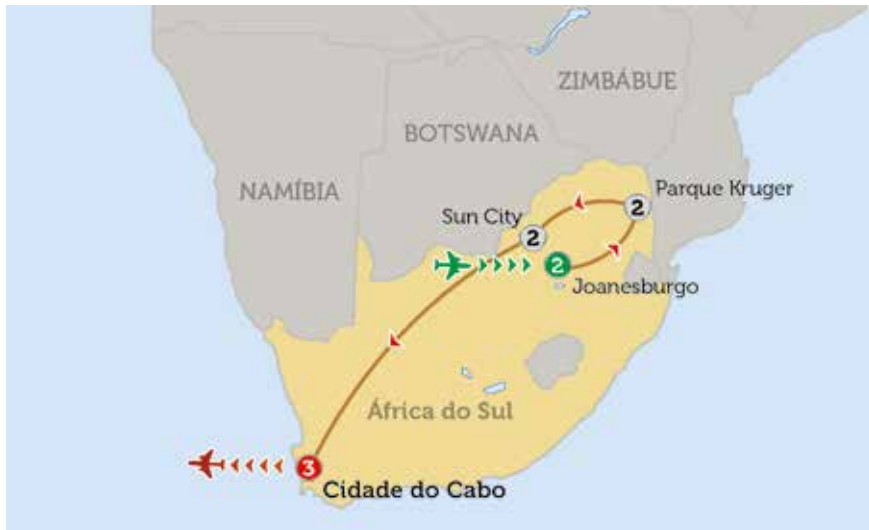 ZIMBÁBUE
BOTSWANA
NAMÍBIA
Parque Kruger
2
Sun City
2
2
Joanesburgo
África do Sul
3
Cidade do Cabo